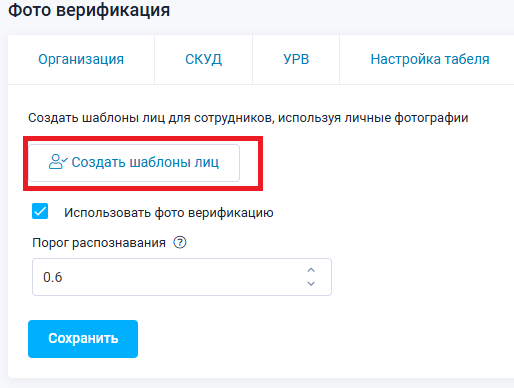 Фото верификация
Организация СКУД УРВ Настройка табеля
Создать шаблоны лиц для сотрудников, используя личные фотографии
Создать шаблоны лиц
Использовать фото верификацию
Порог распознавания ?
0.6
Сохранить